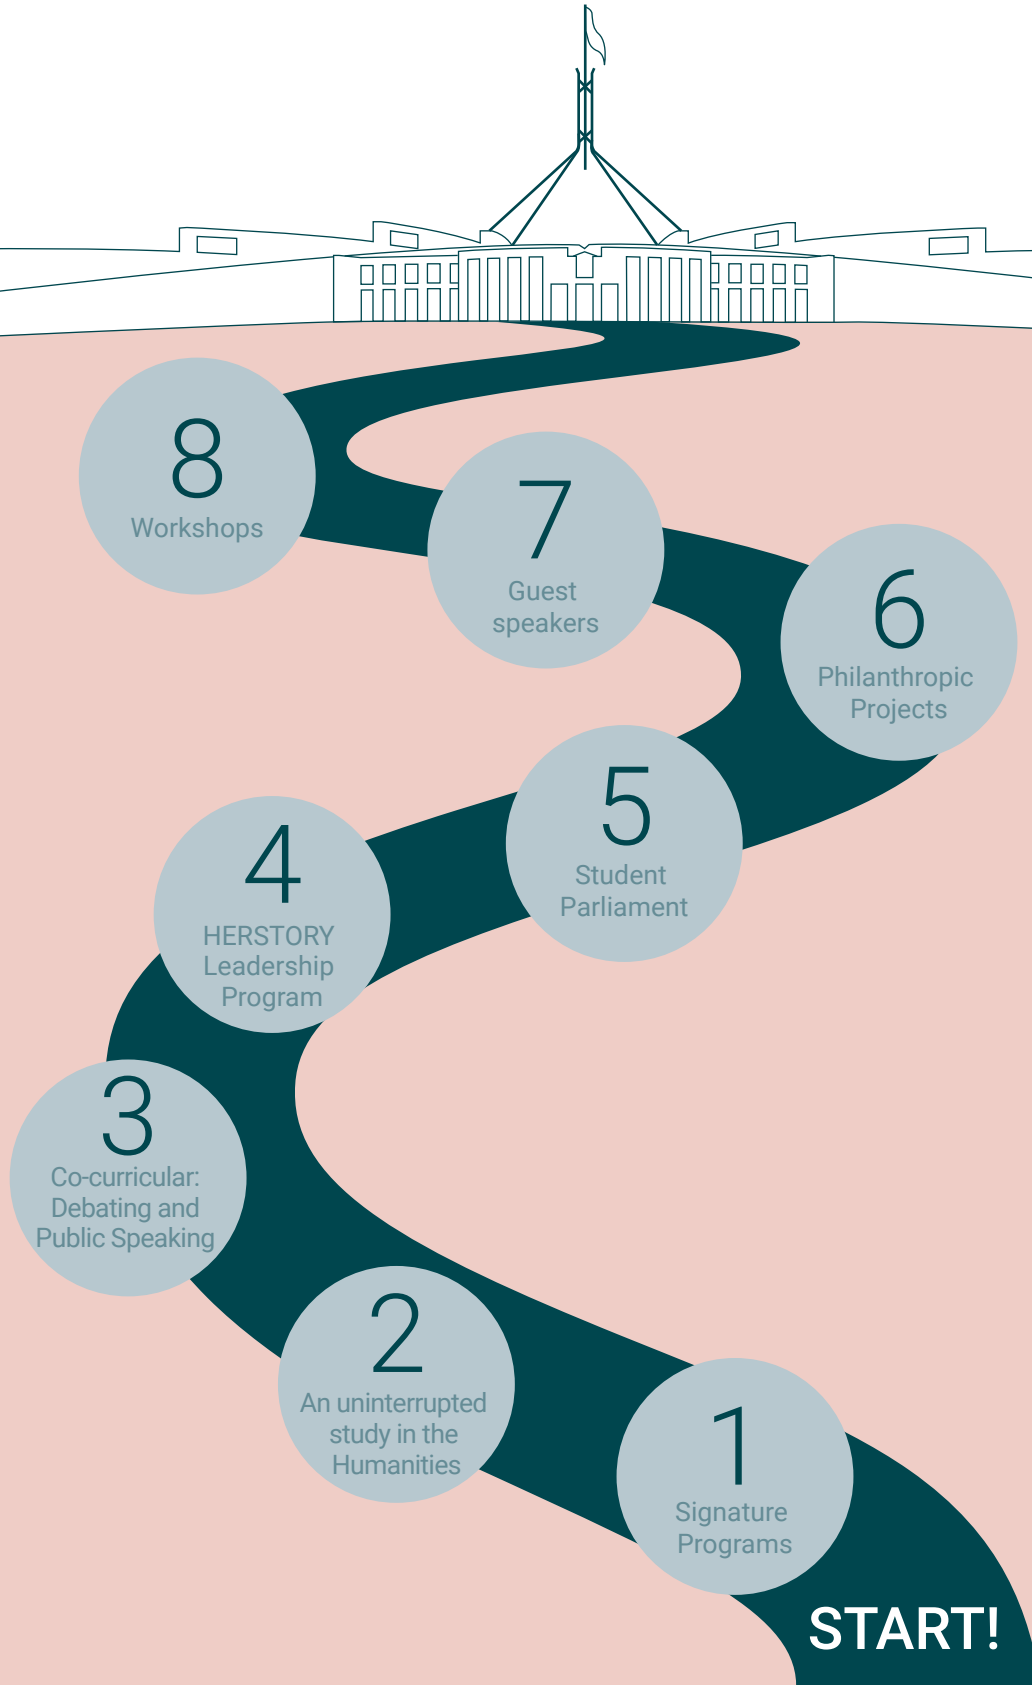 8
Workshops
7
Guest
speakers
6
Philanthropic
Projects
5
Student
Parliament
4
HERSTORY
Leadership
Program
3
Co-curricular:
Debating and
Public Speaking
2
An uninterrupted
study in the
Humanities
1
Signature
Programs
START!